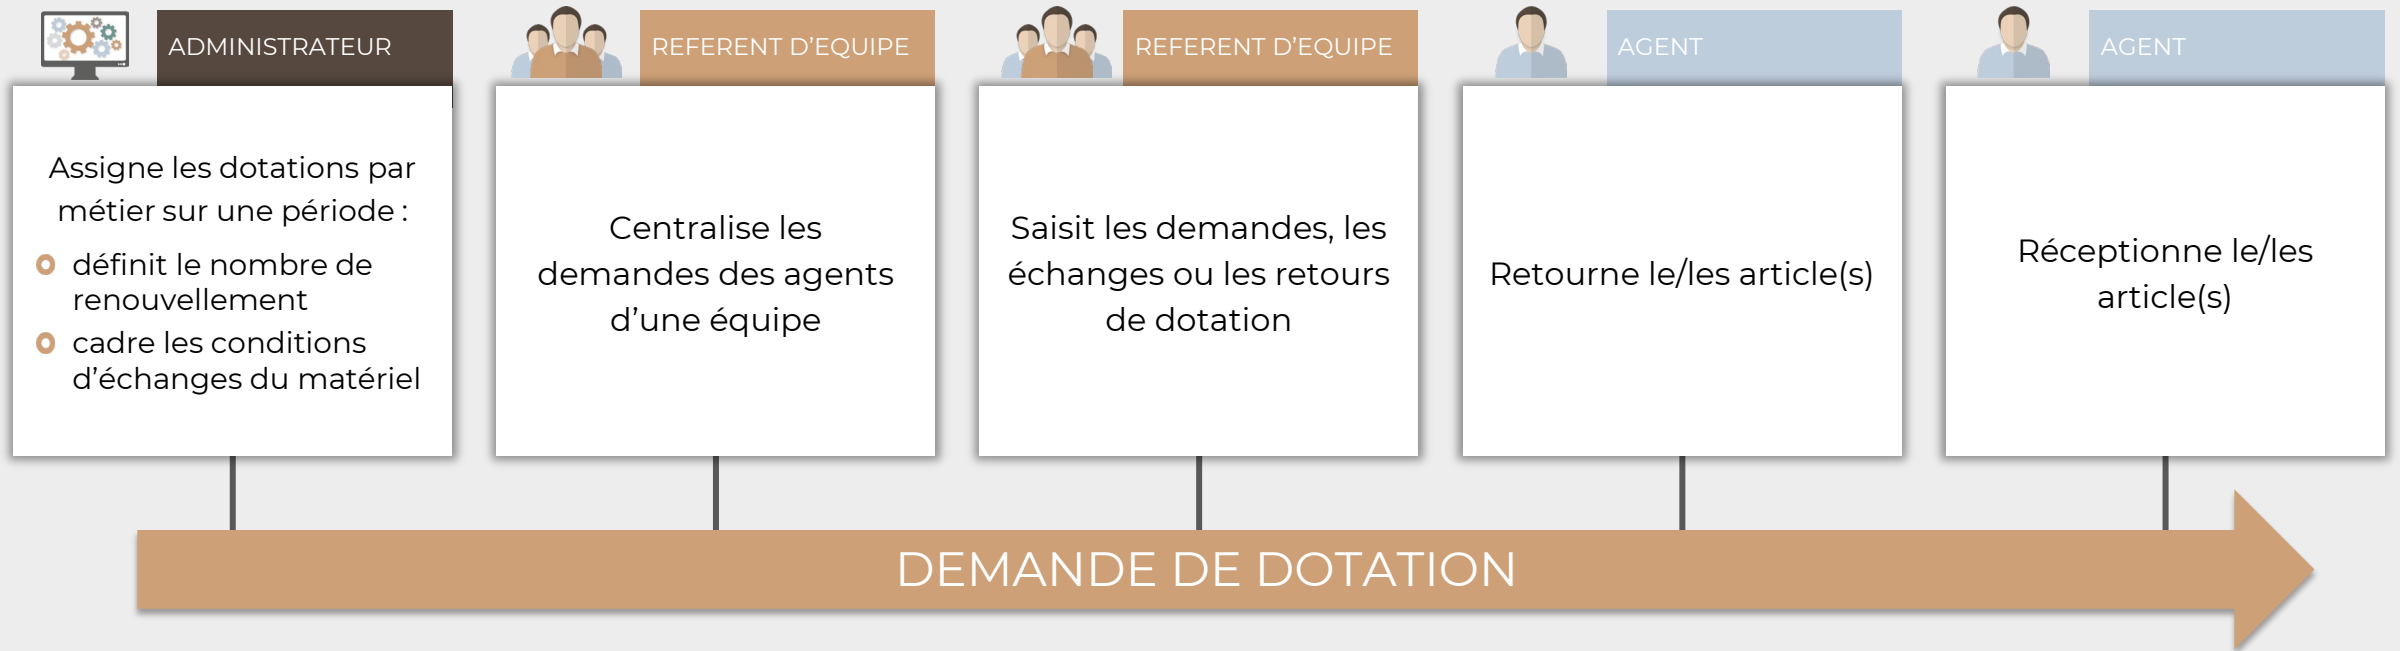 ADMINISTRATEUR
Assigne les dotations par
métier sur une période :
définit le nombre de
renouvellement
cadre les conditions
d’échanges du matériel
REFERENT D’EQUIPE
Centralise les
demandes des agents
d’une équipe
REFERENT D’EQUIPE
Saisit les demandes, les
échanges ou les retours
de dotation
AGENT
Retourne le/les article(s)
AGENT
Réceptionne le/les
article(s)
DEMANDE DE DOTATION